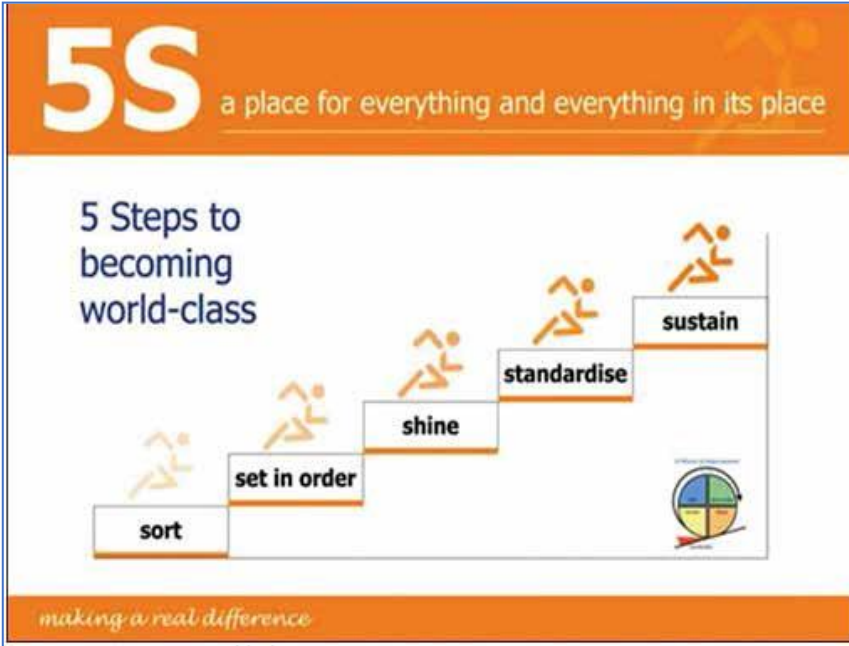 5S
a place for everything and everything in its place
5 Steps to
becoming
world-class
sustain
standardise
shine
set in order
sort
making a real difference